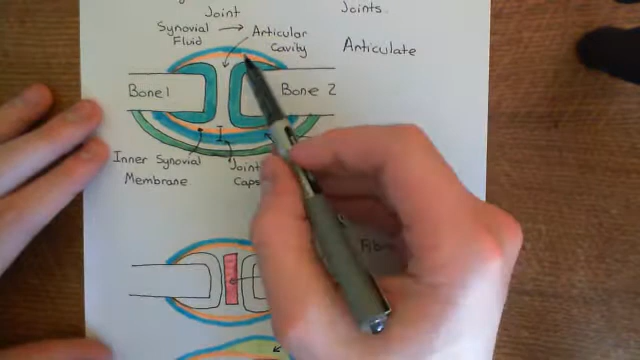 Joint
Joints.
Synovial Fluid → Articular Cavity
Articulate
Bone 1
Bone 2
Inner Synovial Membrane
Joint